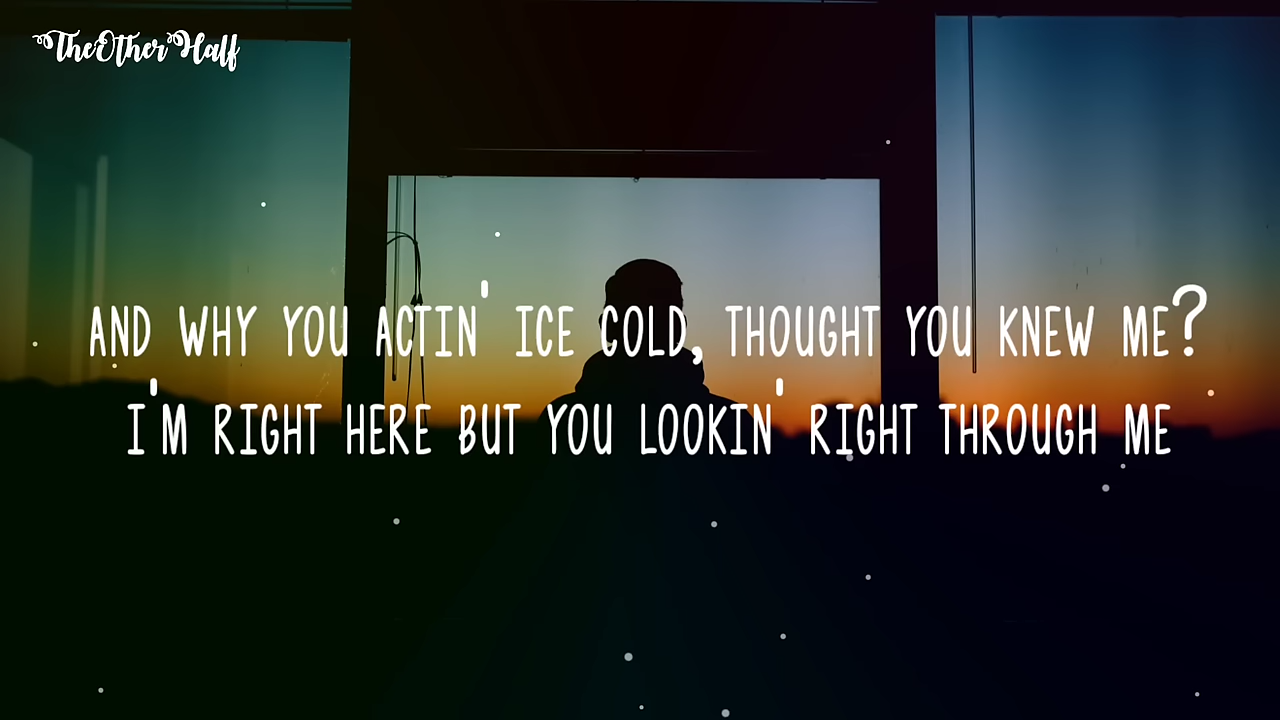 TheOtherHalf
AND WHY YOU ACTIN' ICE COLD, THOUGHT YOU KNEW ME?
I'M RIGHT HERE BUT YOU LOOKIN' RIGHT THROUGH ME